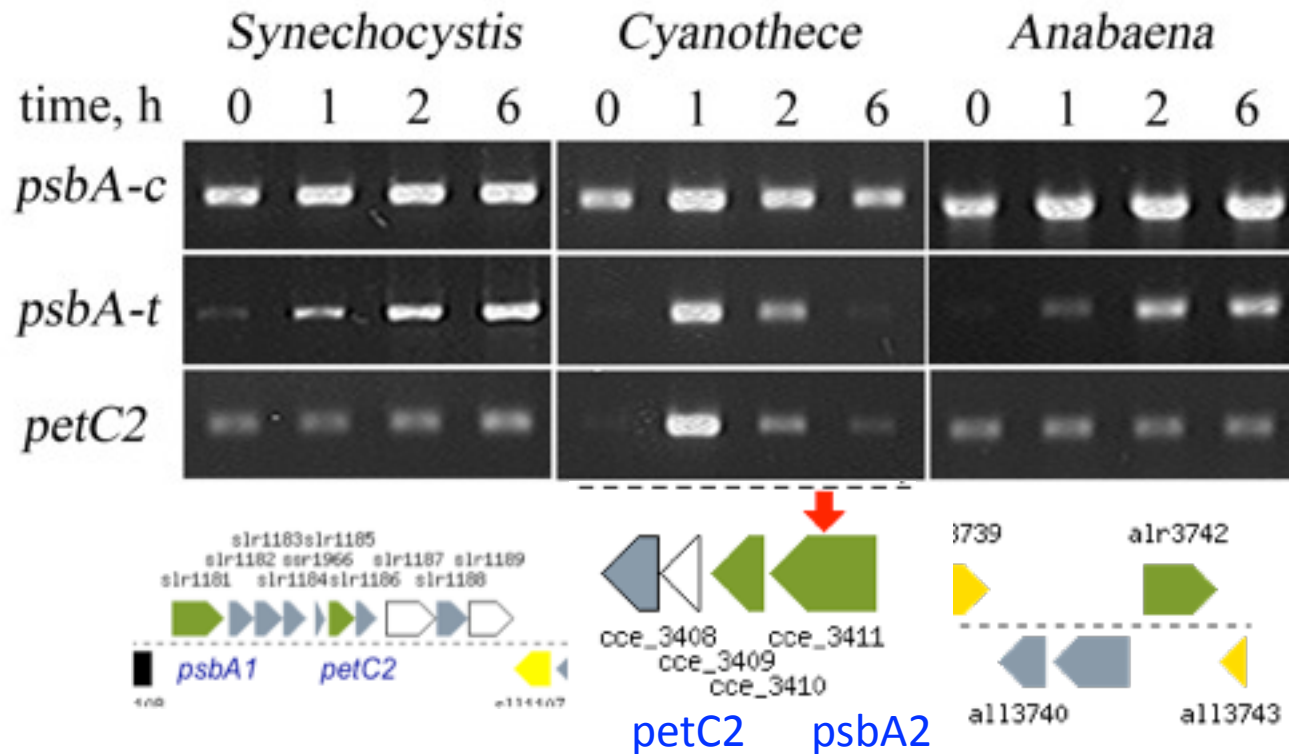 Synechocystis Cyanothece Anabaena
time, h 0 1 2 6 0 1 2 6 0 1 2 6
psbA-c
psbA-t
petC2
slr1183 slr1185
slr1182 ssr1966 slr1187 slr1189
slr1181 slr1184 slr1186 slr1188
psbA1 petC2
cce_3408 cce_3411
cce_3409
cce_3410
petC2 psbA2
3739 alr3742
all3740 all3743